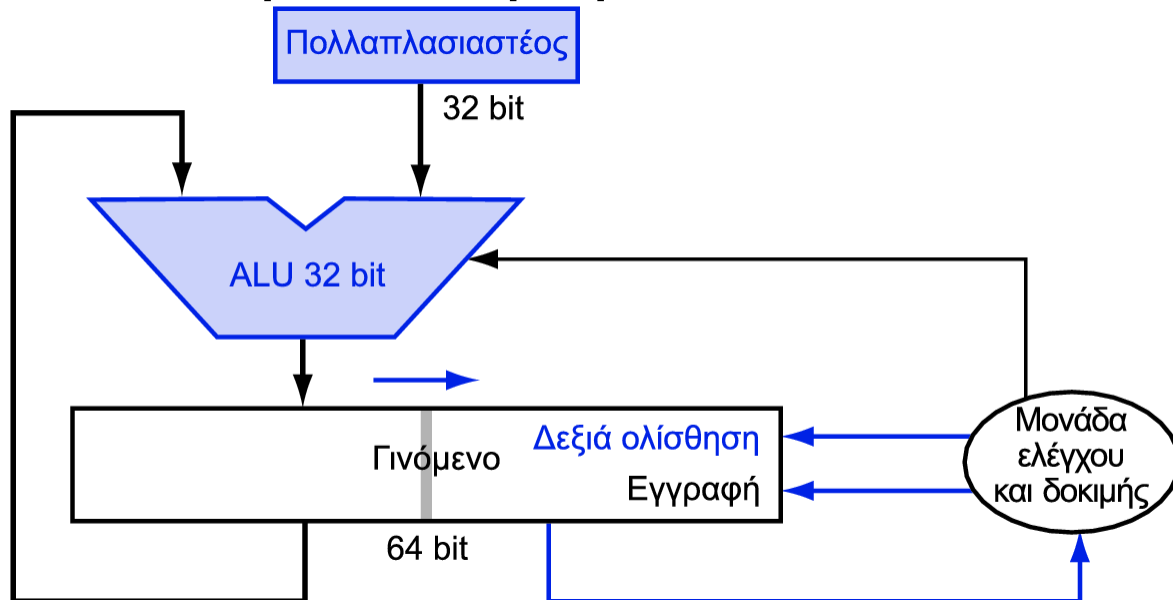 Πολλαπλασιαστέος
32 bit
ALU 32 bit
Γινόμενο
Δεξιά ολίσθηση
Εγγραφή
64 bit
Μονάδα
ελέγχου
και δοκιμής